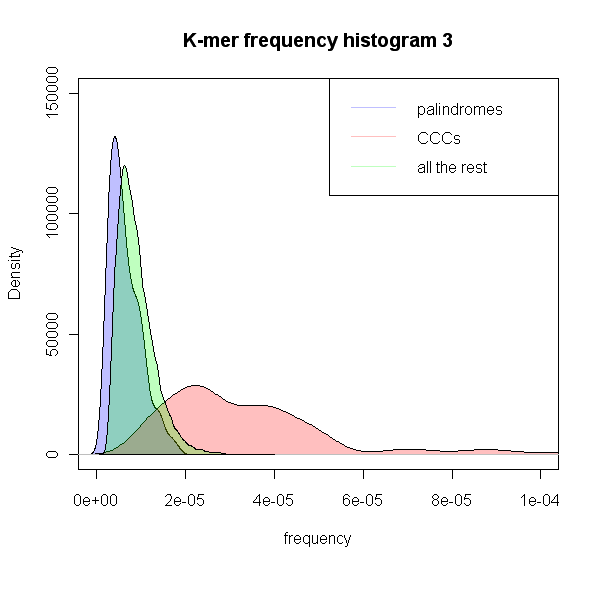 K-mer frequency histogram 3
palindromes
CCCs
all the rest
150000
100000
50000
0
Density
0e+00 2e-05 4e-05 6e-05 8e-05 1e-04
frequency